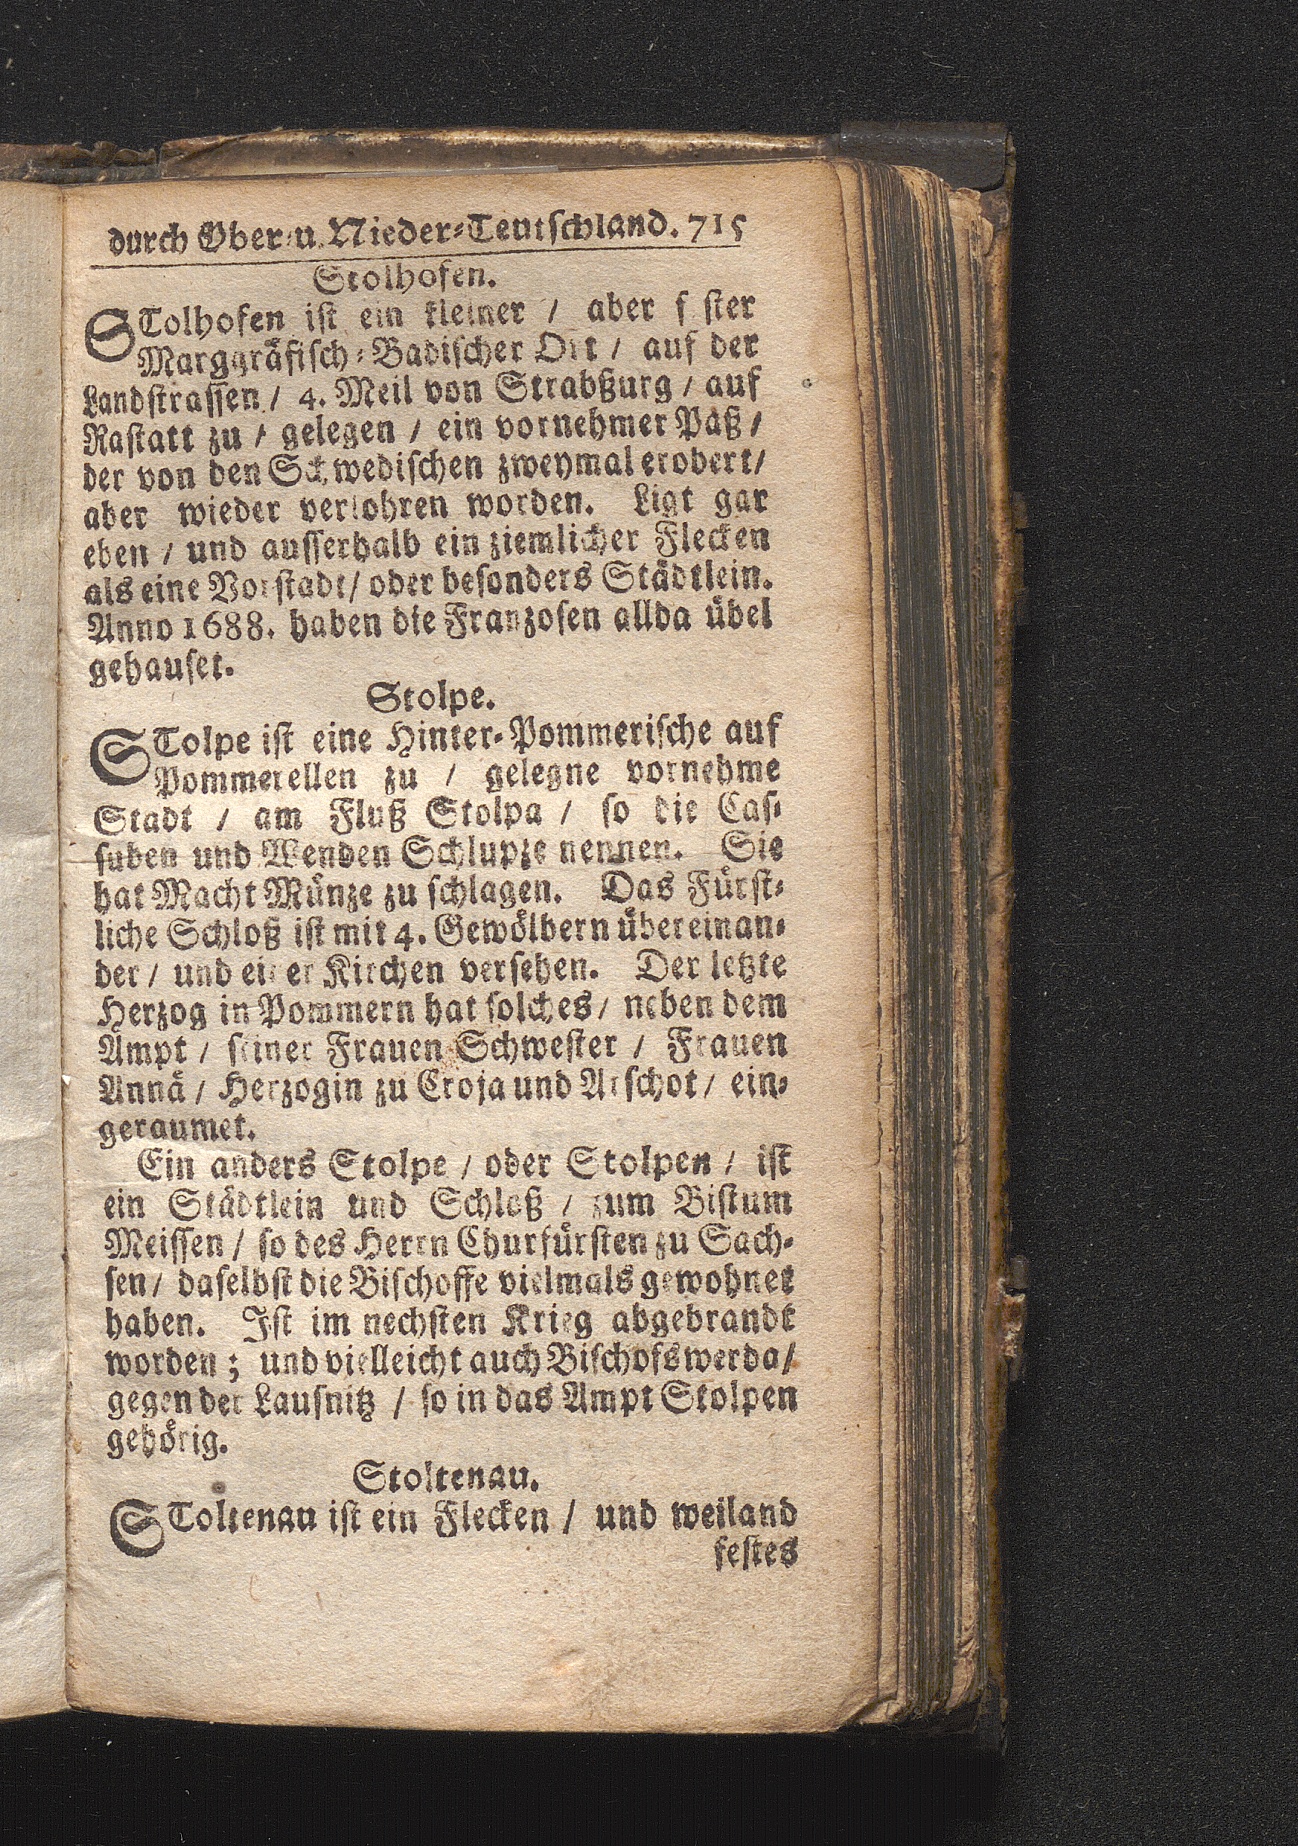 durch Ober-u. Nieder-Teutschland. 715
Stolhofen.
STolhofen ist ein kleiner / aber fester
Marggräfisch-Badischer Ort / auf der
Landstrassen / 4. Meil von Strabßurg / auf
Rastatt zu / gelegen / ein vornehmer Paß /
der von den Schwedischen zweymal erobert /
aber wieder verlohren worden. Ligt gar
eben / und ausserhalb ein ziemlicher Flecken
als eine Vorstadt / oder besonders Städtlein.
Anno 1688. haben die Franzosen allda übel
gehauset.
Stolpe.
STolpe ist eine Hinter-Pommerische auf
Pommerellen zu / gelegne vornehme
Stadt / am Fluß Stolpa / so die Cas-
suben und Wenden Schlupze nennen. Sie
hat Macht Münze zu schlagen. Das Fürst-
liche Schloß ist mit 4. Gewölbern übereinan-
der / und einer Kirchen versehen. Der letzte
Herzog in Pommern hat solches / neben dem
Ampt / seiner Frauen Schwester / Frauen
Annä / Herzogin zu Croja und Arschot / ein-
geraumet.
Ein anders Stolpe / oder Stolpen / ist
ein Städtlein und Schloß / zum Bistum
Meissen / so des Herrn Churfürsten zu Sach-
sen / daselbst die Bischoffe vielmals gewohnet
haben. Ist im nechsten Krieg abgebrandt
worden ; und vielleicht auch Bischofswerda /
gegen der Lausnitz / so in das Ampt Stolpen
gehörig.
Stoltenau.
SToltenau ist ein Flecken / und weiland
festes